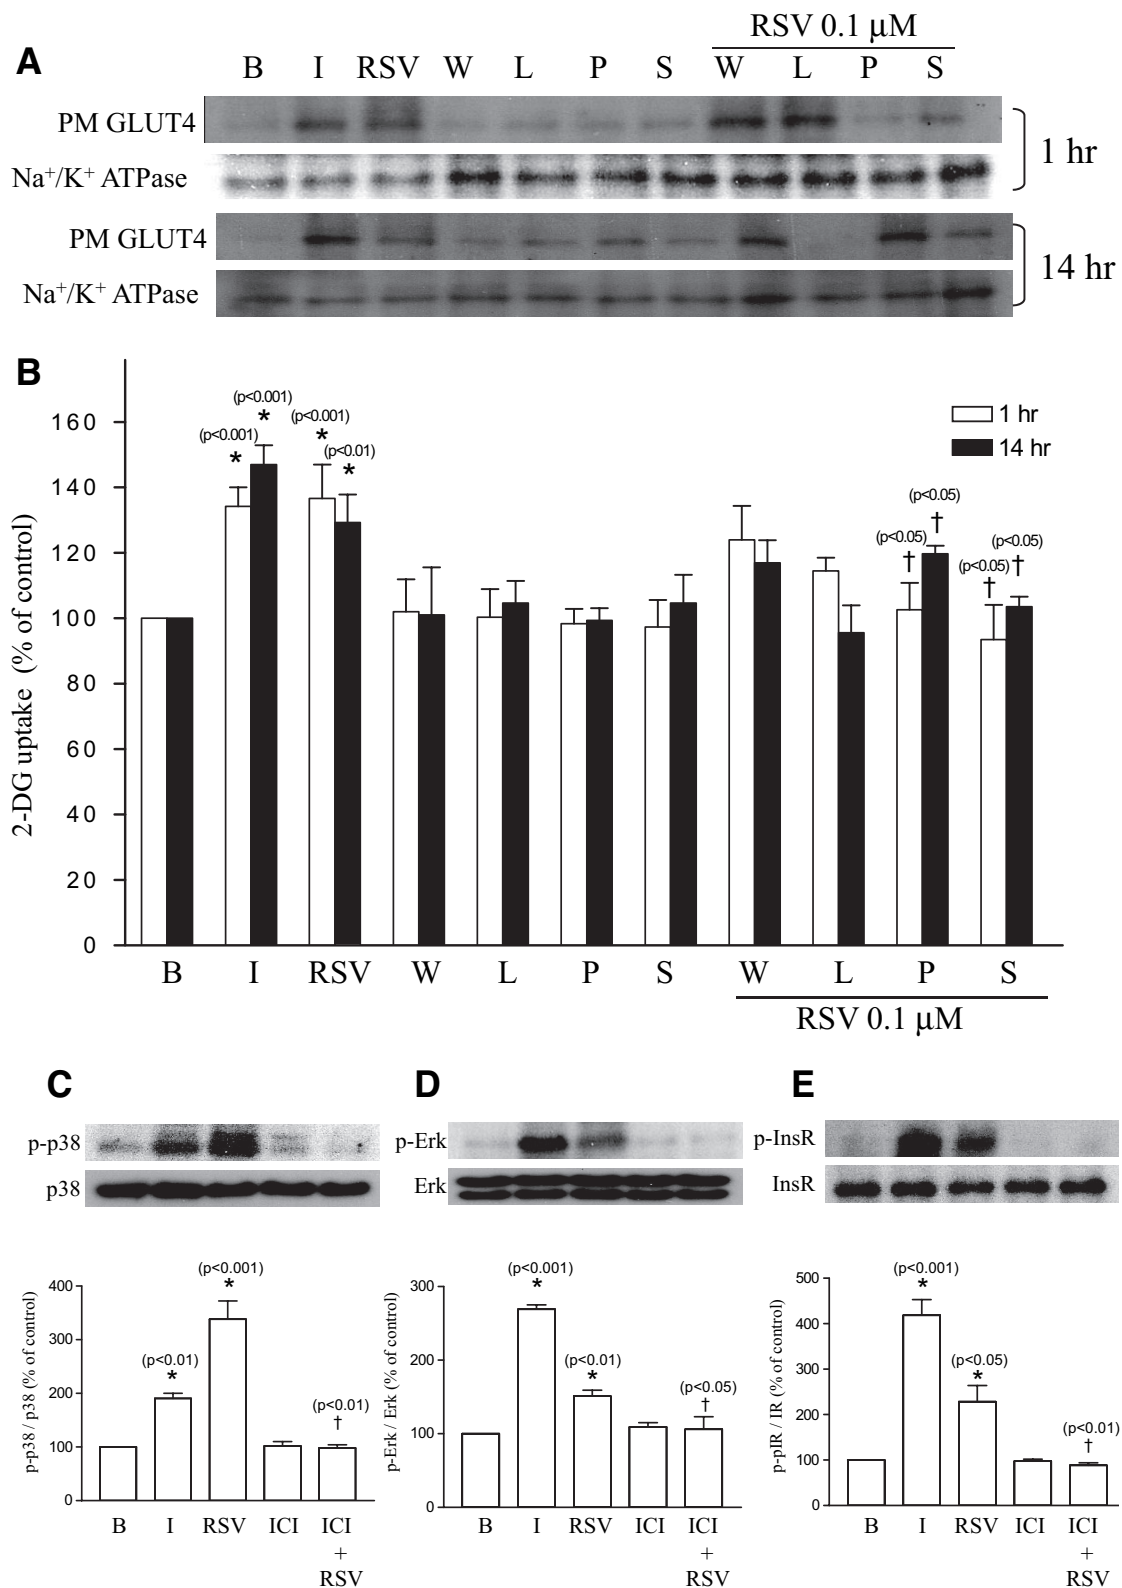 RSV 0.1 μM
A B I RSV W L P S W L P S
PM GLUT4
Na⁺/K⁺ ATPase
1 hr
PM GLUT4
Na⁺/K⁺ ATPase
14 hr
B
2-DG uptake (% of control)
160
140
120
100
80
60
40
20
0
(p<0.001)
*
(p<0.001)
*
(p<0.001)
*
(p<0.01)
*
1 hr
14 hr
(p<0.05)
†
(p<0.05)
†
(p<0.05)
†
(p<0.05)
†
B I RSV W L P S W L P S
RSV 0.1 μM
C
p-p38
p38
p-p38 / p38 (% of control)
400
300
200
100
0
(p<0.01)
*
(p<0.001)
*
(p<0.01)
†
B I RSV ICI ICI
+
RSV
D
p-Erk
Erk
p-Erk / Erk (% of control)
300
200
100
0
(p<0.001)
*
(p<0.01)
*
(p<0.05)
†
B I RSV ICI ICI
+
RSV
E
p-InsR
InsR
p-pIR / IR (% of control)
500
400
300
200
100
0
(p<0.001)
*
(p<0.05)
*
(p<0.01)
†
B I RSV ICI ICI
+
RSV